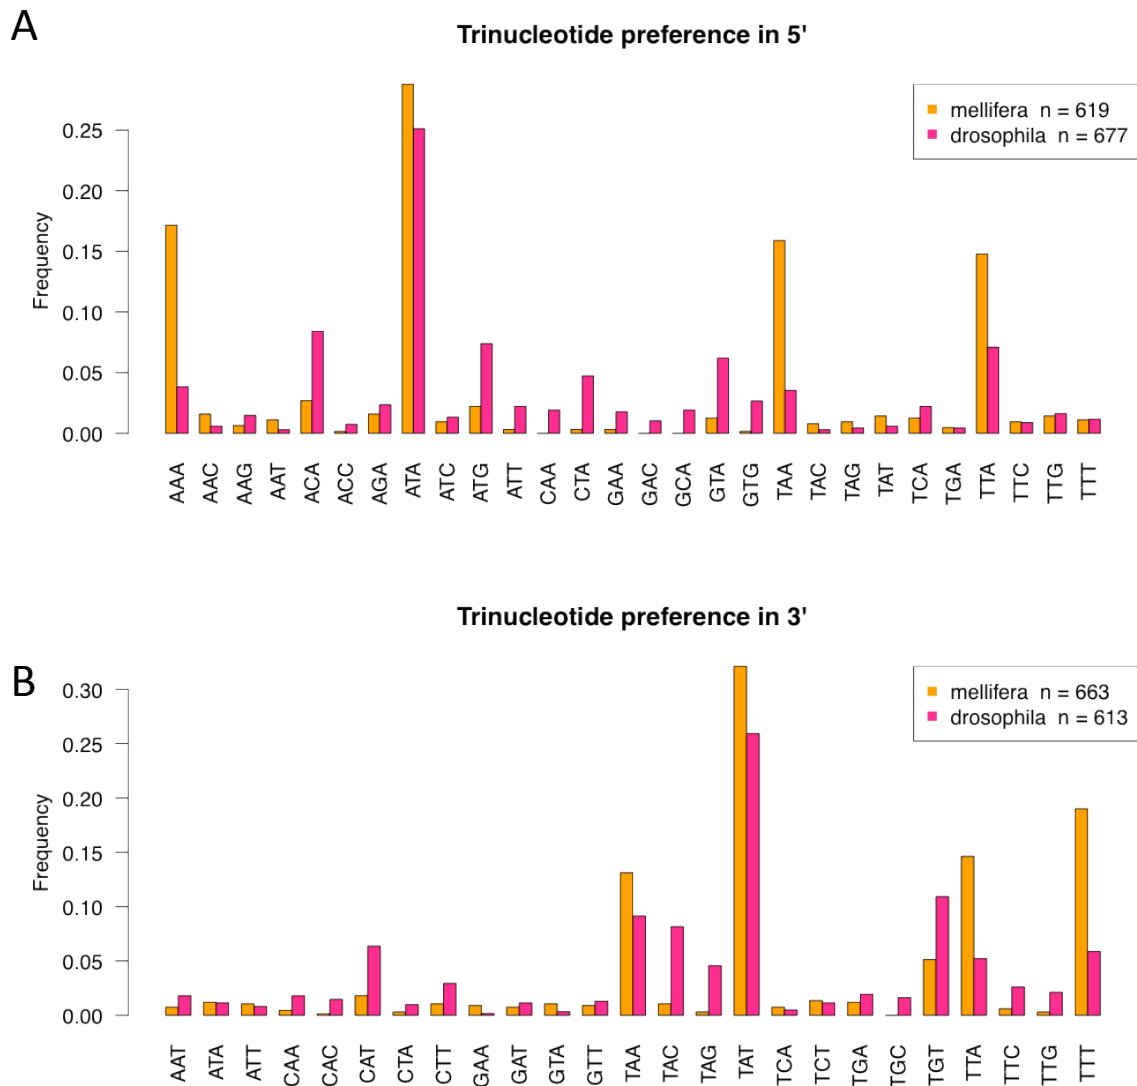 A
Trinucleotide preference in 5'
mellifera n = 619
drosophila n = 677
Frequency
0.25
0.20
0.15
0.10
0.05
0.00
AAA AAC AAG AAT ACA ACC AGA ATA ATC ATG ATT CAA CTA GAA GAC GCA GTA GTG TAA TAC TAG TAT TCA TGA TTA TTC TTG TTT
Trinucleotide preference in 3'
B
mellifera n = 663
drosophila n = 613
Frequency
0.30
0.25
0.20
0.15
0.10
0.05
0.00
AAT ATA ATT CAA CAC CAT CTA CTT GAA GAT GTA GTT TAA TAC TAG TAT TCA TCT TGA TGC TGT TTA TTC TTG TTT